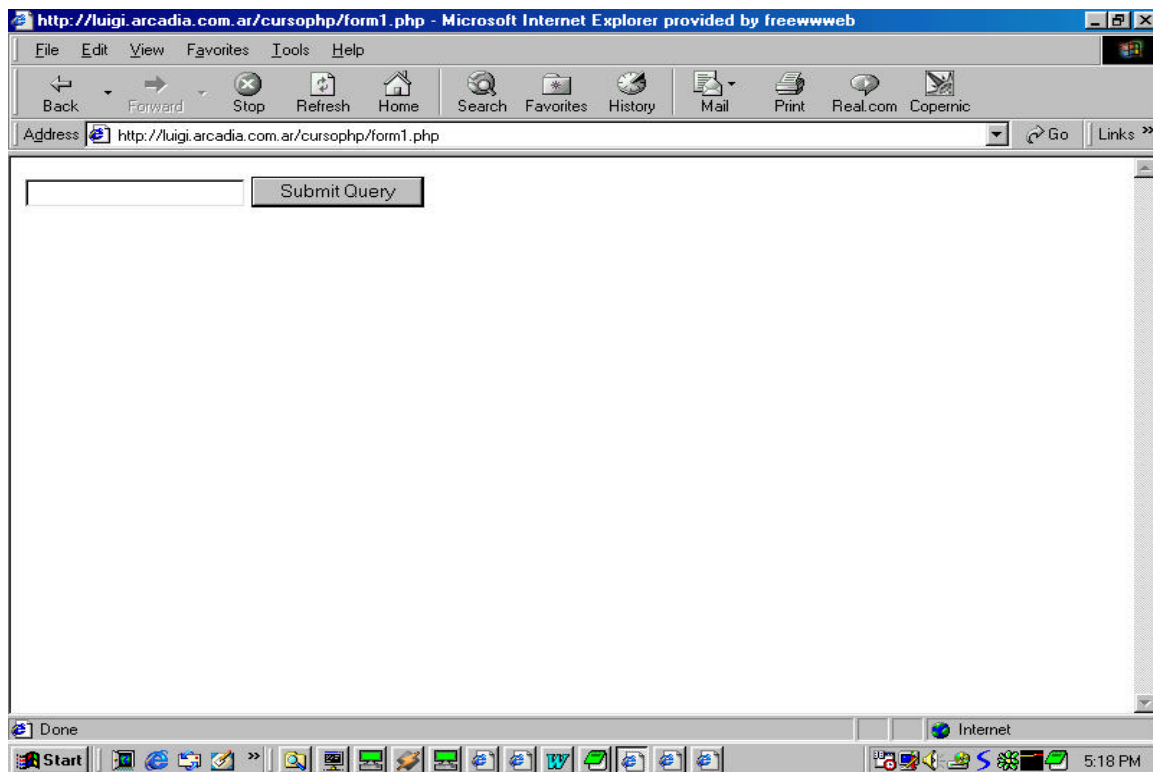 http://luigi.arcadia.com.ar/cursophp/form1.php - Microsoft Internet Explorer provided by freewwweb
File Edit View Favorites Tools Help
Back Forward Stop Refresh Home Search Favorites History Mail Print Real.com Copernic
Address http://luigi.arcadia.com.ar/cursophp/form1.php Go Links »
Submit Query
Done Internet
Start » 5:18 PM